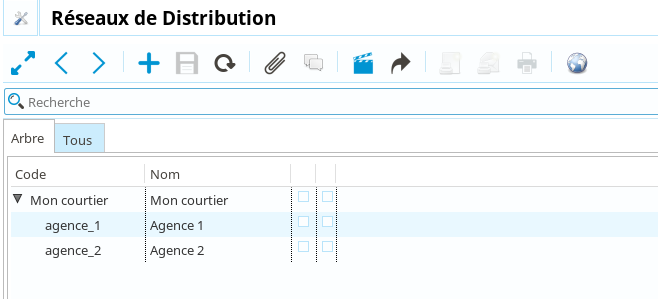 Réseaux de Distribution
Recherche
Arbre Tous
Code Nom
Mon courtier Mon courtier
agence_1 Agence 1
agence_2 Agence 2